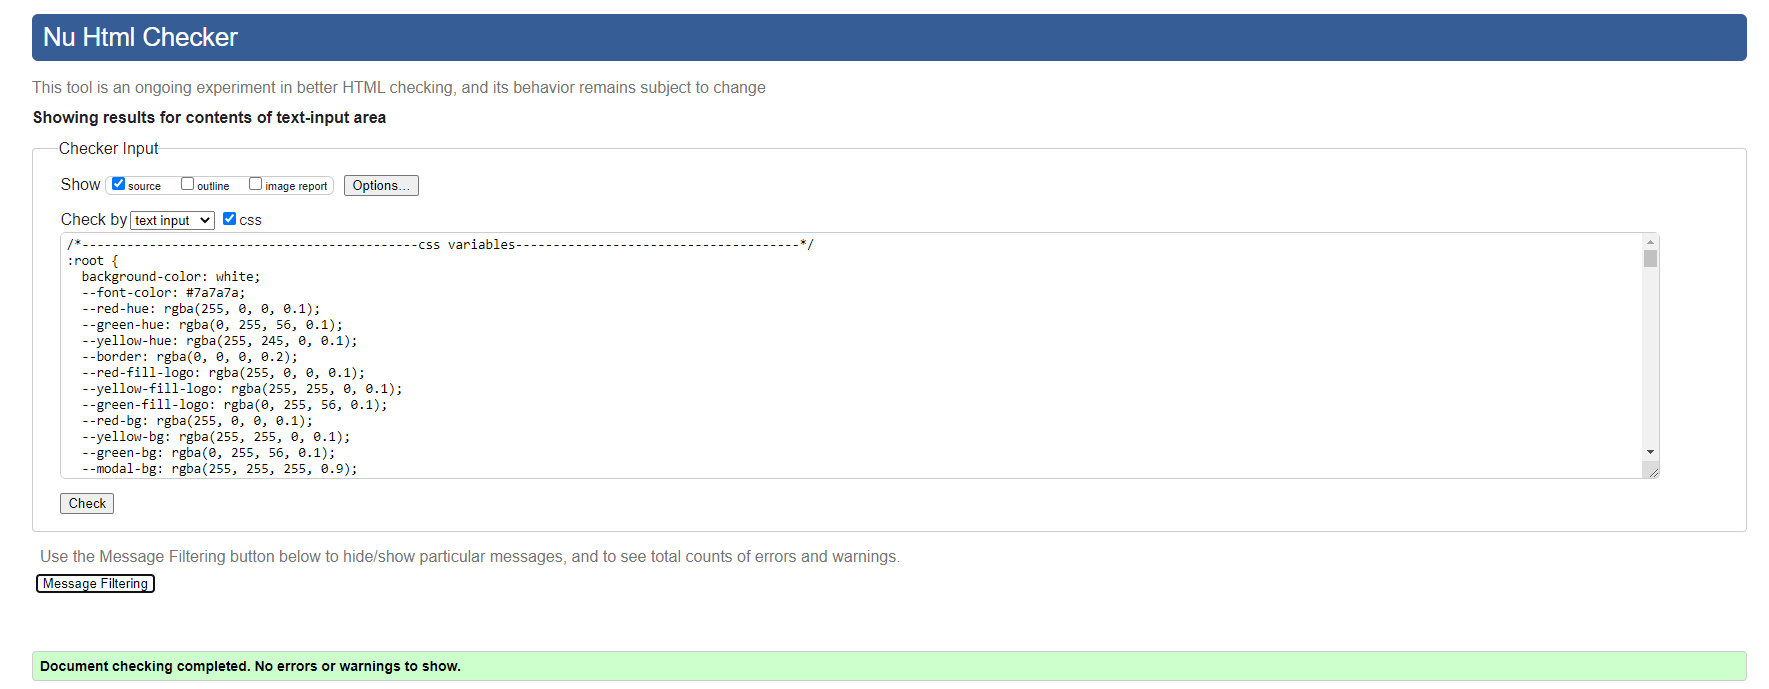 Nu Html Checker
This tool is an ongoing experiment in better HTML checking, and its behavior remains subject to change
Showing results for contents of text-input area
Checker Input
Show source outline image report Options...
Check by text input css
/*---------------------------------------------css variables--------------------------------------*/
:root {
  background-color: white;
  --font-color: #7a7a7a;
  --red-hue: rgba(255, 0, 0, 0.1);
  --green-hue: rgba(0, 255, 56, 0.1);
  --yellow-hue: rgba(255, 245, 0, 0.1);
  --border: rgba(0, 0, 0, 0.2);
  --red-fill-logo: rgba(255, 0, 0, 0.1);
  --yellow-fill-logo: rgba(255, 255, 0, 0.1);
  --green-fill-logo: rgba(0, 255, 56, 0.1);
  --red-bg: rgba(255, 0, 0, 0.1);
  --yellow-bg: rgba(255, 255, 0, 0.1);
  --green-bg: rgba(0, 255, 56, 0.1);
  --modal-bg: rgba(255, 255, 255, 0.9);
Check
Use the Message Filtering button below to hide/show particular messages, and to see total counts of errors and warnings.
Message Filtering
Document checking completed. No errors or warnings to show.